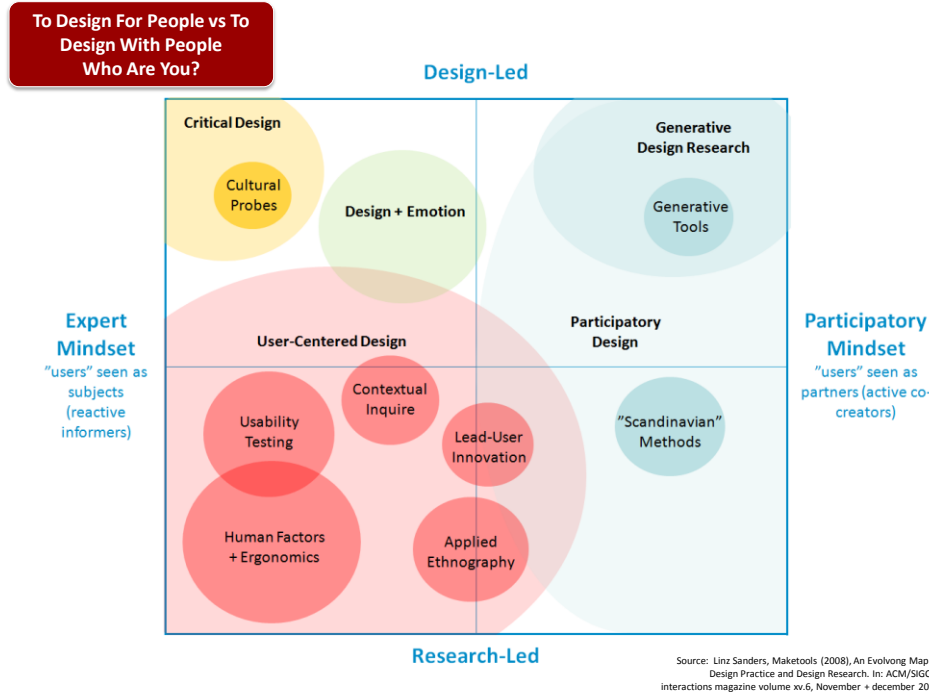 To Design For People vs To
Design With People
Who Are You?
Design-Led
Critical Design
Cultural
Probes
Design + Emotion
Generative
Design Research
Generative
Tools
Expert
Mindset
"users" seen as
subjects
(reactive
informers)
User-Centered Design
Participatory
Design
Participatory
Mindset
"users" seen as
partners (active co-
creators)
Contextual
Inquire
Usability
Testing
Lead-User
Innovation
"Scandinavian"
Methods
Human Factors
+ Ergonomics
Applied
Ethnography
Research-Led
Source: Linz Sanders, Maketools (2008), An Evolvong Map
Design Practice and Design Research. In: ACM/SIGC
interactions magazine volume xv.6, November + december 20